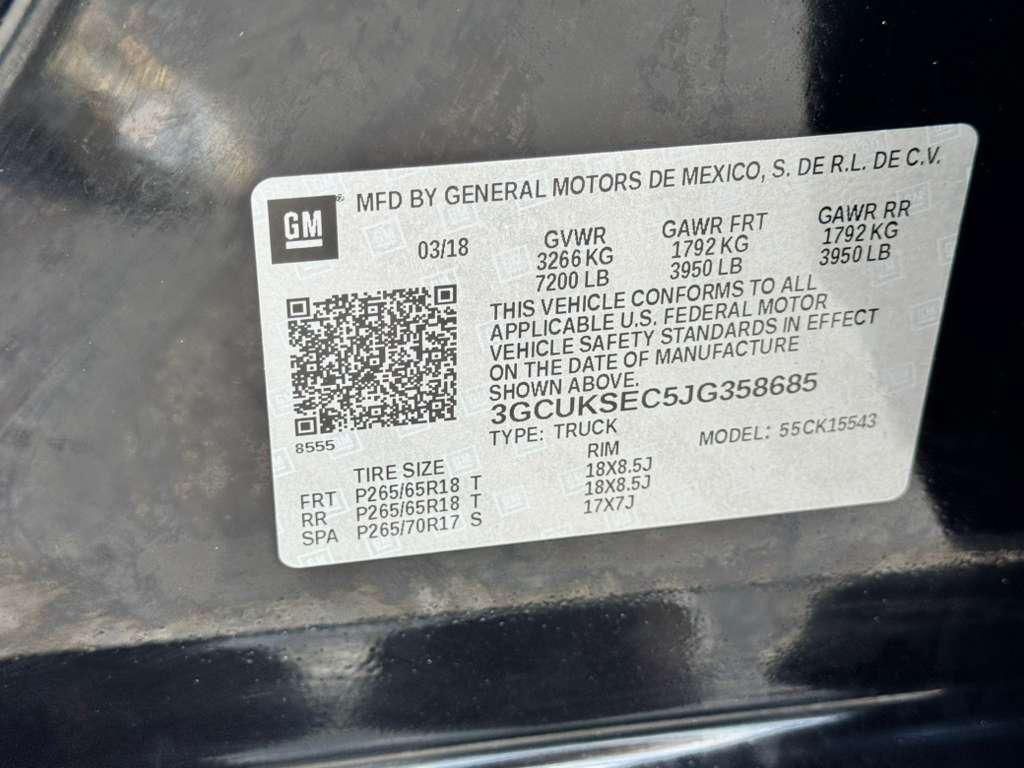 GM
MFD BY GENERAL MOTORS DE MEXICO, S. DE R.L. DE C.V.
03/18
GVWR
3266 KG
7200 LB
GAWR FRT
1792 KG
3950 LB
GAWR RR
1792 KG
3950 LB
THIS VEHICLE CONFORMS TO ALL
APPLICABLE U.S. FEDERAL MOTOR
VEHICLE SAFETY STANDARDS IN EFFECT
ON THE DATE OF MANUFACTURE
SHOWN ABOVE.
3GCUKSEC5JG358685
TYPE: TRUCK
MODEL: 55CK15543
8555
TIRE SIZE
RIM
FRT P265/65R18 T 18X8.5J
RR P265/65R18 T 18X8.5J
SPA P265/70R17 S 17X7J